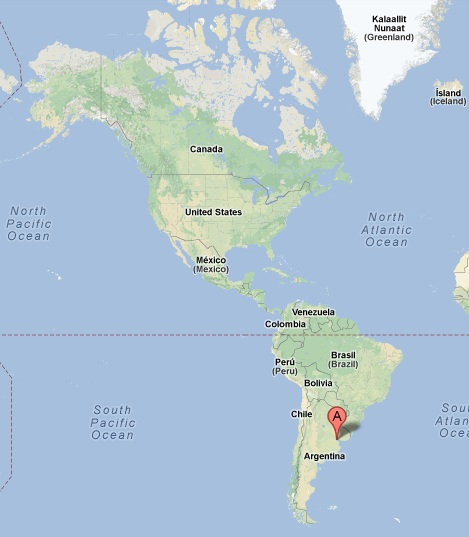 Kalaallit
Nunaat
(Greenland)
Ísland
(Iceland)
Canada
North
Pacific
Ocean
United States
North
Atlantic
Ocean
México
(Mexico)
Venezuela
Colombia
Perú
(Peru)
Brasil
(Brazil)
Bolivia
South
Pacific
Ocean
Chile
A
Sou
Atlan
Ocea
Argentina